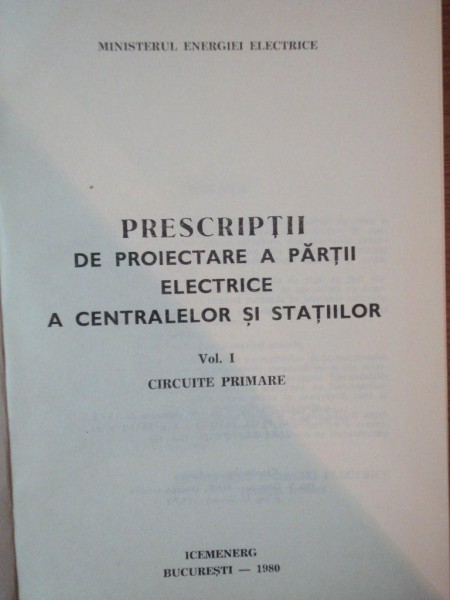 MINISTERUL ENERGIEI ELECTRICE
PRESCRIPȚII
DE PROIECTARE A PĂRȚII
ELECTRICE
A CENTRALELOR ȘI STAȚIILOR
Vol. I
CIRCUITE PRIMARE
ICEMENERG
BUCUREȘTI — 1980